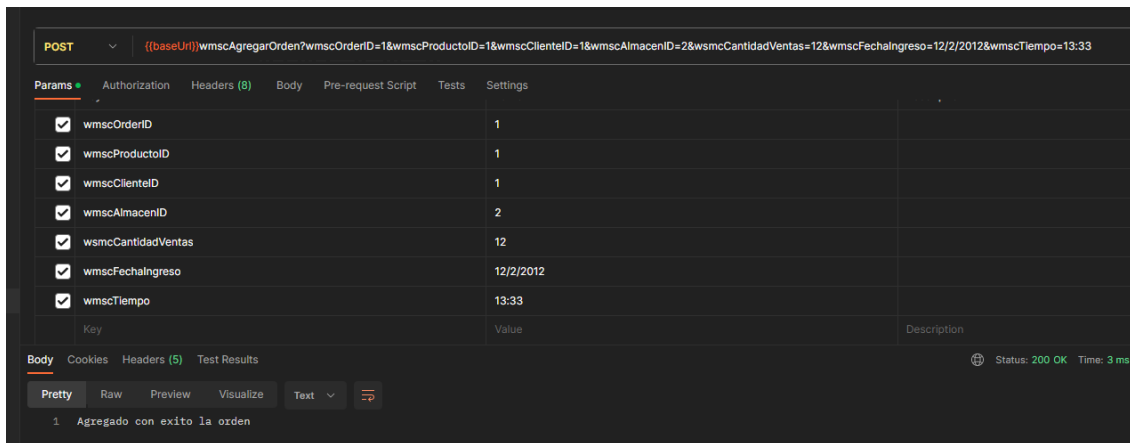 POST {{baseUrl}}wmscAgregarOrden?wmscOrderID=1&wmscProductoID=1&wmscClienteID=1&wmscAlmacenID=2&wsmcCantidadVentas=12&wmscFechaIngreso=12/2/2012&wmscTiempo=13:33
Params Authorization Headers (8) Body Pre-request Script Tests Settings
wmscOrderID 1
wmscProductoID 1
wmscClienteID 1
wmscAlmacenID 2
wsmcCantidadVentas 12
wmscFechaIngreso 12/2/2012
wmscTiempo 13:33
Key Value Description
Body Cookies Headers (5) Test Results Status: 200 OK Time: 3 ms
Pretty Raw Preview Visualize Text
1 Agregado con exito la orden